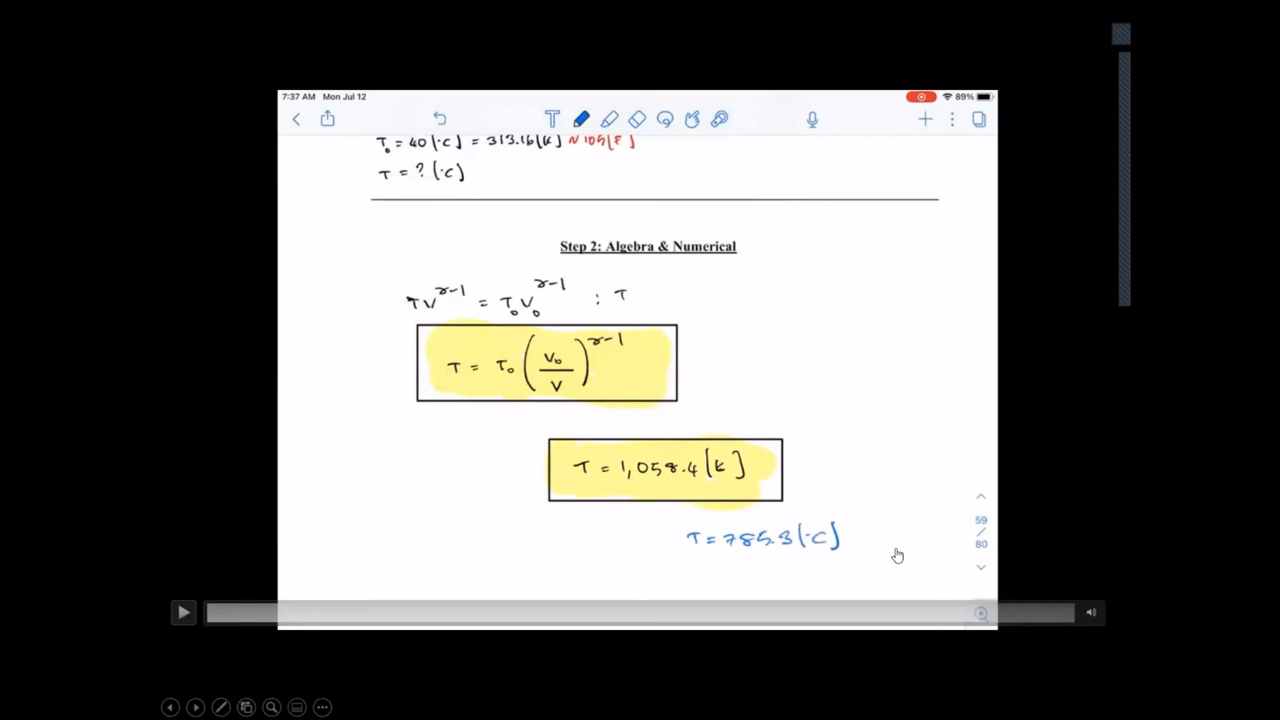 7:37 AM Mon Jul 12
89%
T₀ = 40 [°C] = 313.16 [K] ~ 105 [F]
T = ? [°C]
Step 2: Algebra & Numerical
TV^γ-1 = T₀V₀^γ-1 : T
T = T₀ (V₀/V)^γ-1
T = 1,058.4 [K]
T = 785.3 [°C]
59
/
80